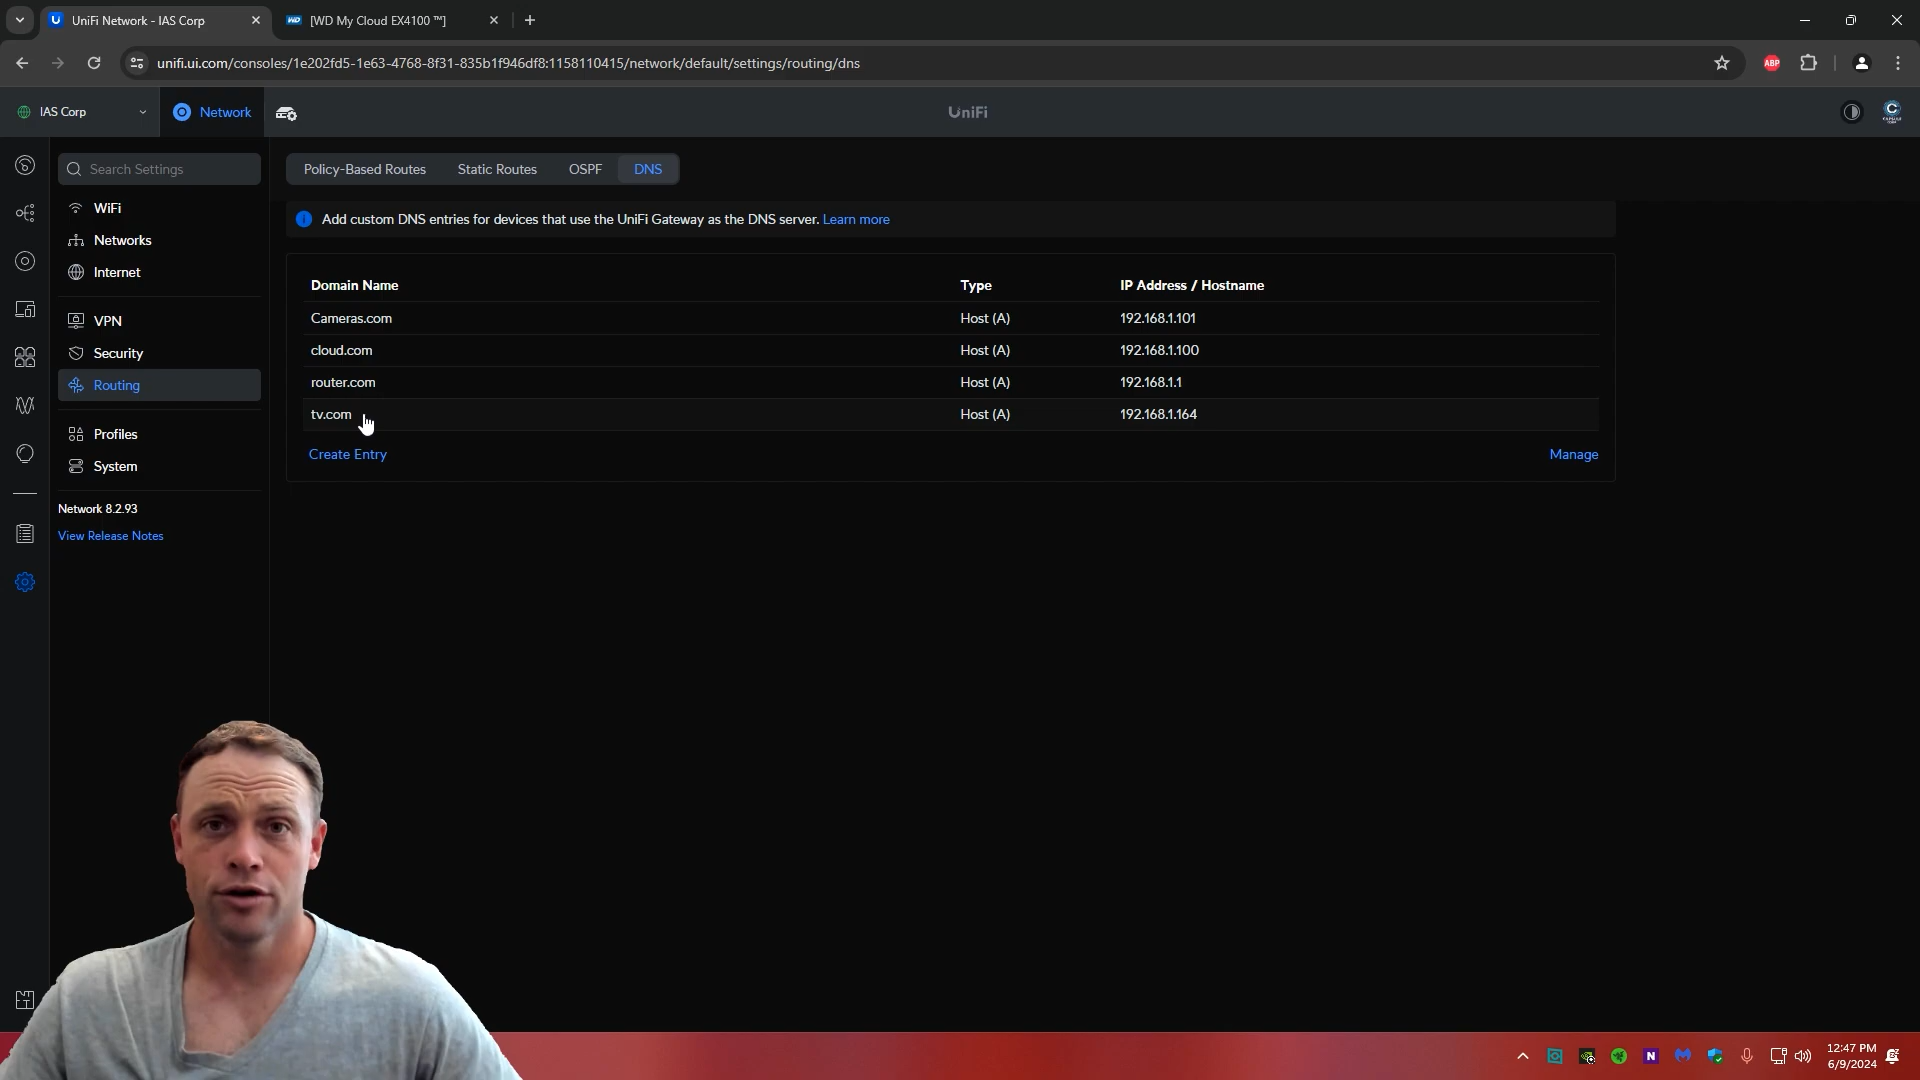 UniFi Network - IAS Corp
WD [WD My Cloud EX4100 ™]
unifi.ui.com/consoles/1e202fd5-1e63-4768-8f31-835b1f946df8:1158110415/network/default/settings/routing/dns
ABP
IAS Corp
Network
UniFi
Search Settings
Policy-Based Routes Static Routes OSPF DNS
WiFi
Networks
Internet
VPN
Security
Routing
Profiles
System
Network 8.2.93
View Release Notes
Add custom DNS entries for devices that use the UniFi Gateway as the DNS server. Learn more
Domain Name Type IP Address / Hostname
Cameras.com Host (A) 192.168.1.101
cloud.com Host (A) 192.168.1.100
router.com Host (A) 192.168.1.1
tv.com Host (A) 192.168.1.164
Create Entry Manage
N
12:47 PM
6/9/2024